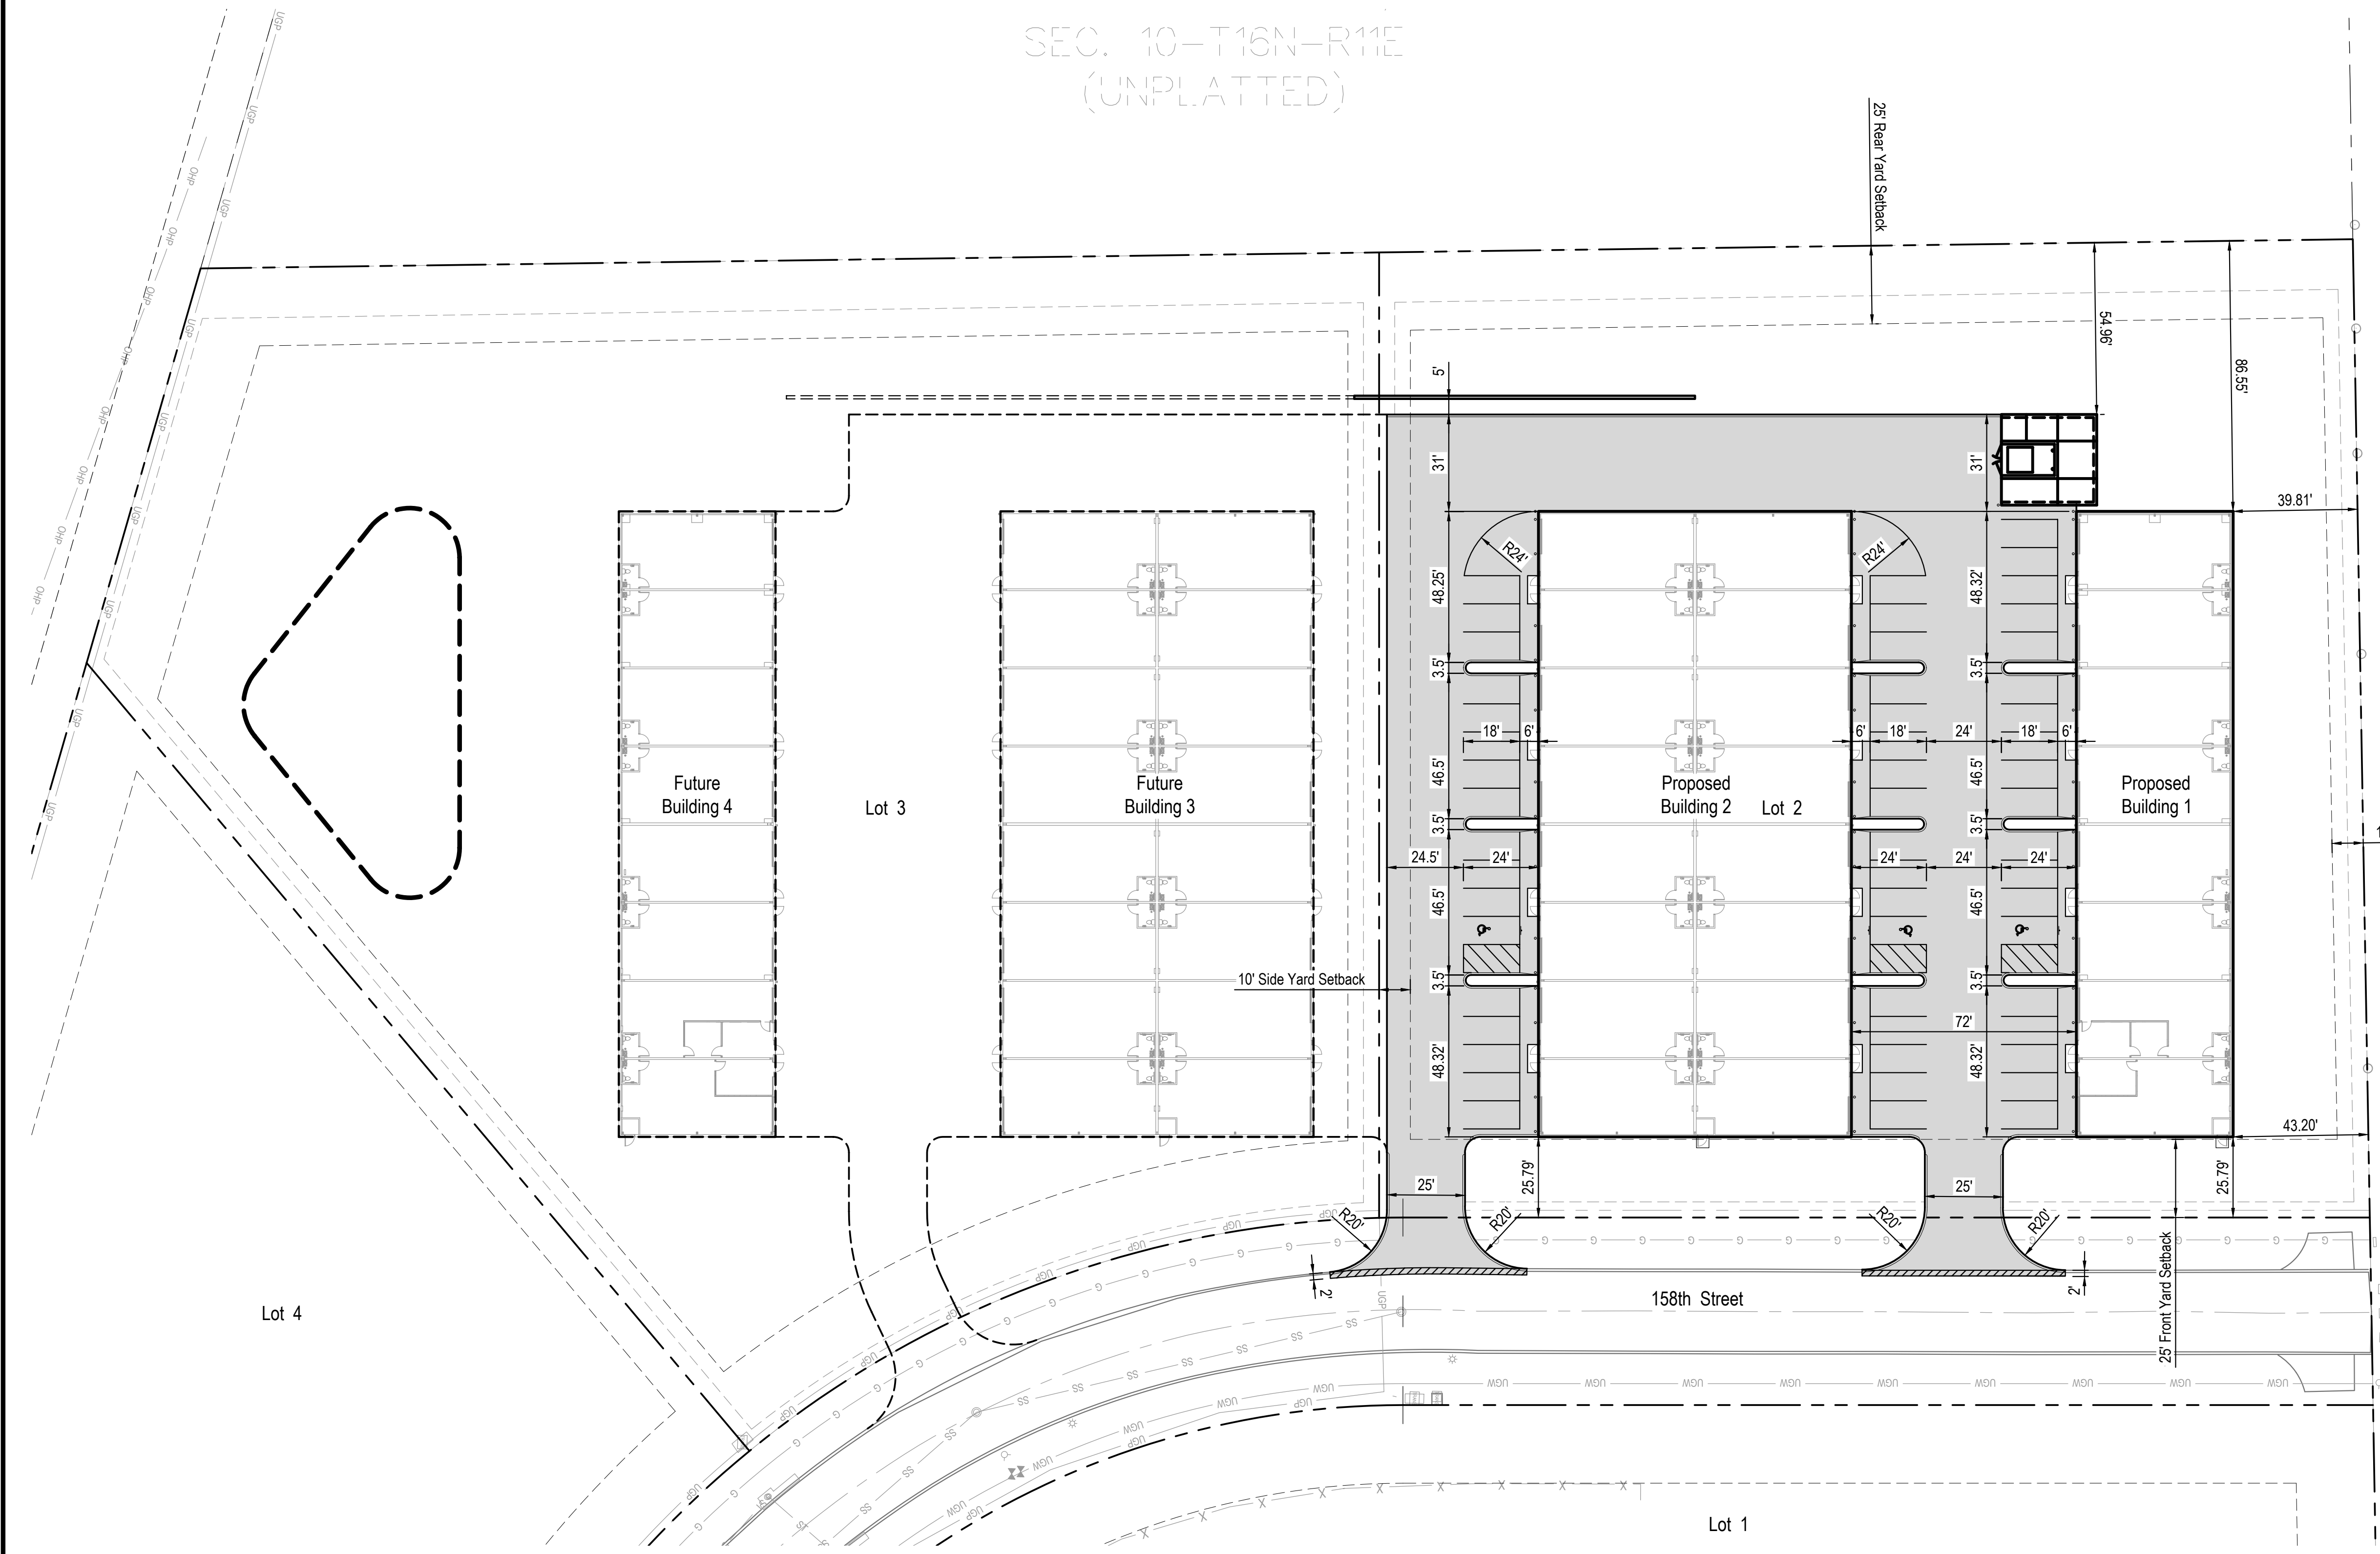 SEC. 10-T16N-R11E
(UNPLATTED)
25' Rear Yard Setback
54.96'
86.55'
5'
31'
31'
39.81'
R24'
R24'
48.25'
48.32'
3.5'
3.5'
18'
6'
6'
18'
24'
18'
6'
46.5'
46.5'
Future
Building 4
Lot 3
Future
Building 3
Proposed
Building 2
Lot 2
Proposed
Building 1
3.5'
3.5'
24.5'
24'
24'
24'
24'
46.5'
46.5'
10' Side Yard Setback
3.5'
3.5'
72'
48.32'
48.32'
43.20'
25'
25.79'
25'
25.79'
R20'
R20'
R20'
R20'
2'
2'
25' Front Yard Setback
158th Street
Lot 4
Lot 1
UGP
OHP
G
SS
UGW
X